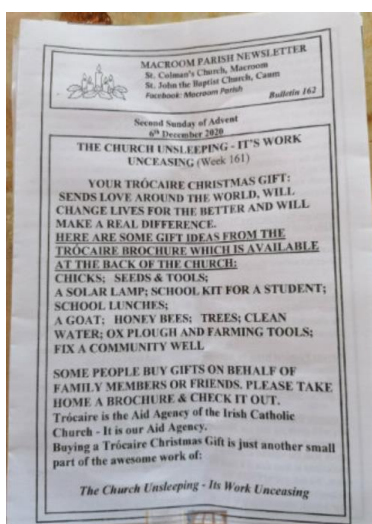 MACROOM PARISH NEWSLETTER
St. Colman's Church, Macroom
St. John the Baptist Church, Caum
Facebook: Macroom Parish
Bulletin 162
Second Sunday of Advent
6th December 2020
THE CHURCH UNSLEEPING - IT'S WORK
UNCEASING (Week 161)
YOUR TRÓCAIRE CHRISTMAS GIFT:
SENDS LOVE AROUND THE WORLD, WILL
CHANGE LIVES FOR THE BETTER AND WILL
MAKE A REAL DIFFERENCE.
HERE ARE SOME GIFT IDEAS FROM THE
TRÓCAIRE BROCHURE WHICH IS AVAILABLE
AT THE BACK OF THE CHURCH:
CHICKS; SEEDS & TOOLS;
A SOLAR LAMP; SCHOOL KIT FOR A STUDENT;
SCHOOL LUNCHES;
A GOAT; HONEY BEES; TREES; CLEAN
WATER; OX PLOUGH AND FARMING TOOLS;
FIX A COMMUNITY WELL
SOME PEOPLE BUY GIFTS ON BEHALF OF
FAMILY MEMBERS OR FRIENDS. PLEASE TAKE
HOME A BROCHURE & CHECK IT OUT.
Trócaire is the Aid Agency of the Irish Catholic
Church - It is our Aid Agency.
Buying a Trócaire Christmas Gift is just another small
part of the awesome work of:
The Church Unsleeping - Its Work Unceasing